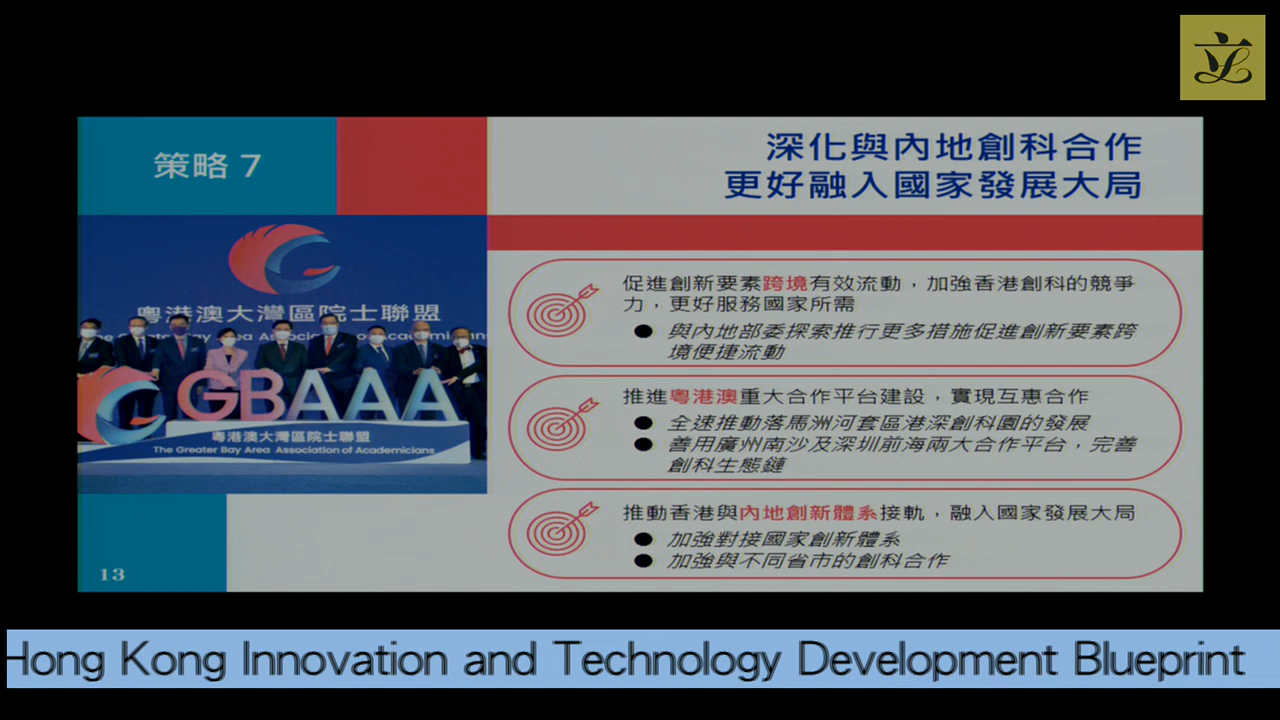 立
策略 7
深化與內地創科合作
更好融入國家發展大局
粵港澳大灣區院士聯盟
GBAAA
粵港澳大灣區院士聯盟
The Greater Bay Area Association of Academicians
促進創新要素跨境有效流動，加強香港創科的競爭
力，更好服務國家所需
● 與內地部委探索推行更多措施促進創新要素跨
境便捷流動
推進粵港澳重大合作平台建設，實現互惠合作
● 全速推動落馬洲河套區港深創科園的發展
● 善用廣州南沙及深圳前海兩大合作平台，完善
創科生態鏈
推動香港與內地創新體系接軌，融入國家發展大局
● 加強對接國家創新體系
● 加強與不同省市的創科合作
13
Hong Kong Innovation and Technology Development Blueprint